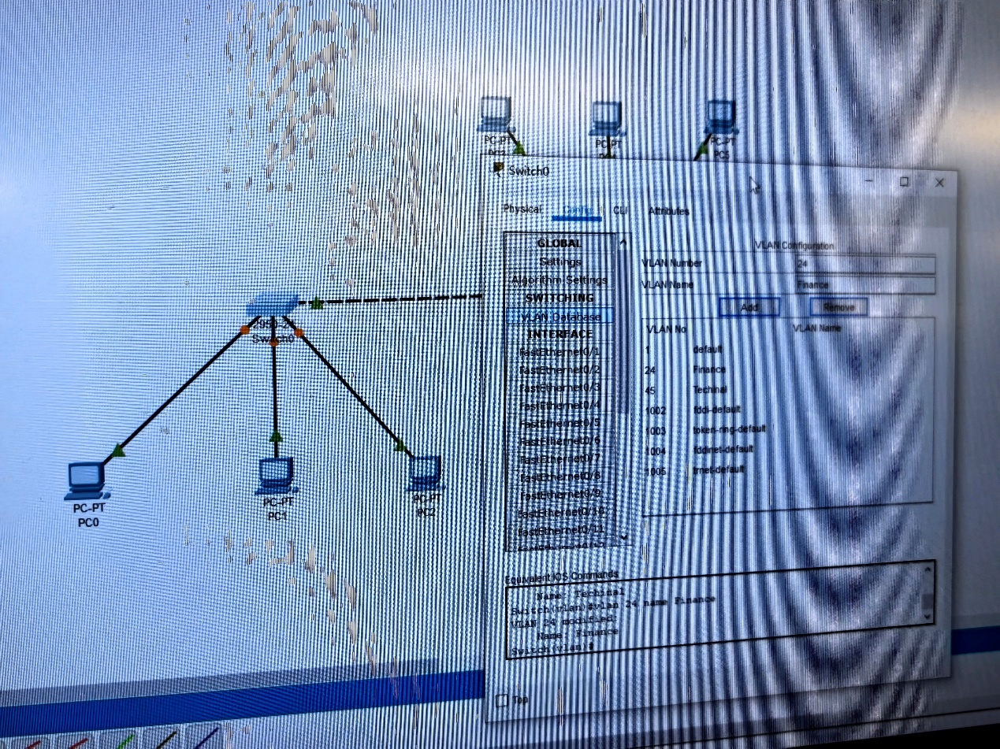 PC-PT
PC-PT
PC-PT
PC5
Switch0
Physical
Config
CLI
Attributes
GLOBAL
Settings
Algorithm Settings
SWITCHING
VLAN Database
INTERFACE
FastEthernet0/1
FastEthernet0/2
FastEthernet0/3
FastEthernet0/4
FastEthernet0/5
FastEthernet0/6
FastEthernet0/7
FastEthernet0/8
FastEthernet0/9
FastEthernet0/10
FastEthernet0/11
VLAN Configuration
VLAN Number 24
VLAN Name Finance
Add Remove
VLAN No VLAN Name
1 default
24 Finance
45 Techinal
1002 fddi-default
1003 token-ring-default
1004 fddinet-default
1005 trnet-default
Equivalent IOS Commands
Name: Techinal
Switch(vlan)#vlan 24 name Finance
VLAN 24 modified:
Name: Finance
Switch(vlan)#
Top
Switch0
PC-PT
PC0
PC-PT
PC1
PC-PT
PC2